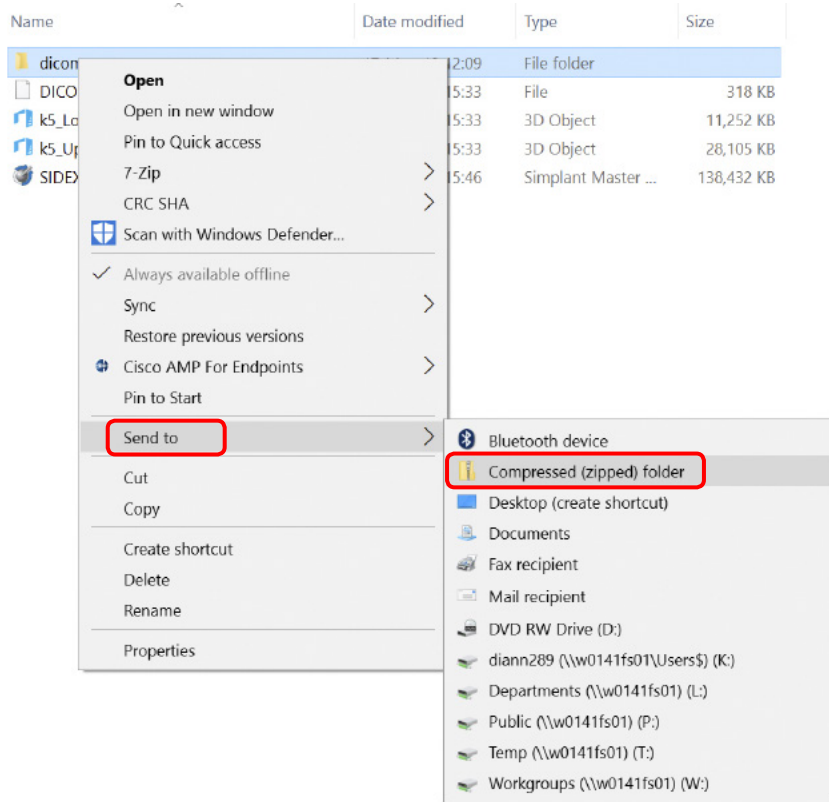 Name Date modified Type Size
dicom 12:09 File folder
DICO 15:33 File 318 KB
k5_Lo 15:33 3D Object 11,252 KB
k5_Up 15:33 3D Object 28,105 KB
SIDEX 15:46 Simplant Master ... 138,432 KB
Open
Open in new window
Pin to Quick access
7-Zip
CRC SHA
Scan with Windows Defender...
Always available offline
Sync
Restore previous versions
Cisco AMP For Endpoints
Pin to Start
Send to
Cut
Copy
Create shortcut
Delete
Rename
Properties
Bluetooth device
Compressed (zipped) folder
Desktop (create shortcut)
Documents
Fax recipient
Mail recipient
DVD RW Drive (D:)
diann289 (\\w0141fs01\Users$) (K:)
Departments (\\w0141fs01) (L:)
Public (\\w0141fs01) (P:)
Temp (\\w0141fs01) (T:)
Workgroups (\\w0141fs01) (W:)